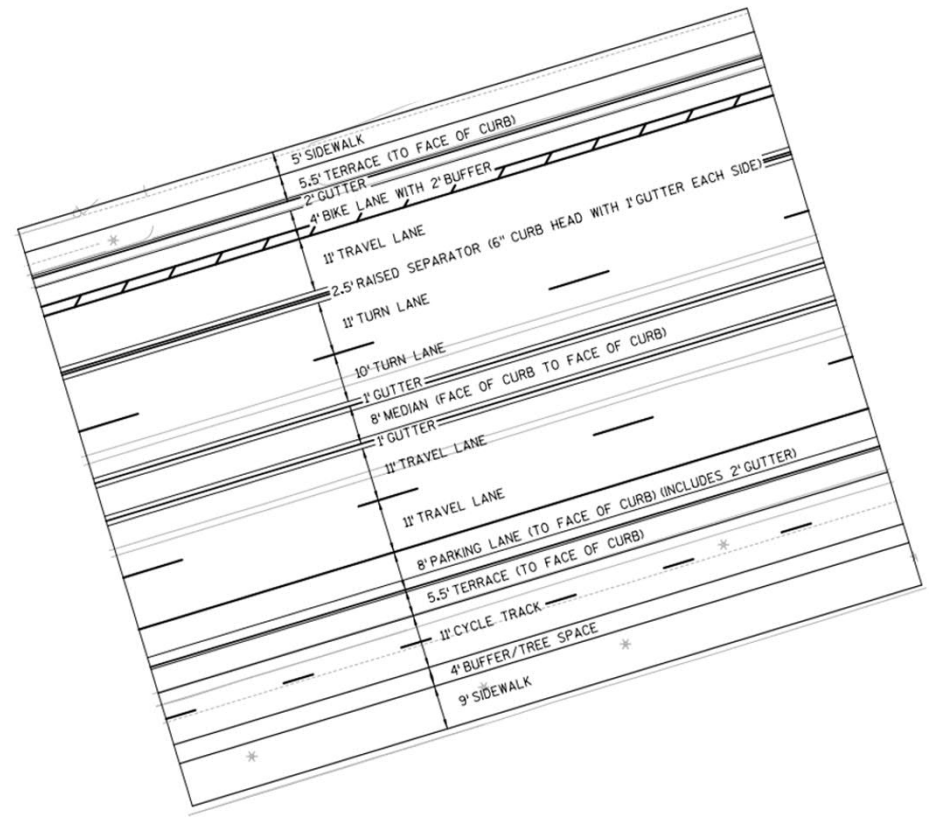 5' SIDEWALK
5.5' TERRACE (TO FACE OF CURB)
2' GUTTER
4' BIKE LANE WITH 2' BUFFER
11' TRAVEL LANE
2.5' RAISED SEPARATOR (6" CURB HEAD WITH 1' GUTTER EACH SIDE)
11' TURN LANE
10' TURN LANE
1' GUTTER
8' MEDIAN (FACE OF CURB TO FACE OF CURB)
1' GUTTER
11' TRAVEL LANE
11' TRAVEL LANE
8' PARKING LANE (TO FACE OF CURB) (INCLUDES 2' GUTTER)
5.5' TERRACE (TO FACE OF CURB)
11' CYCLE TRACK
4' BUFFER/TREE SPACE
9' SIDEWALK